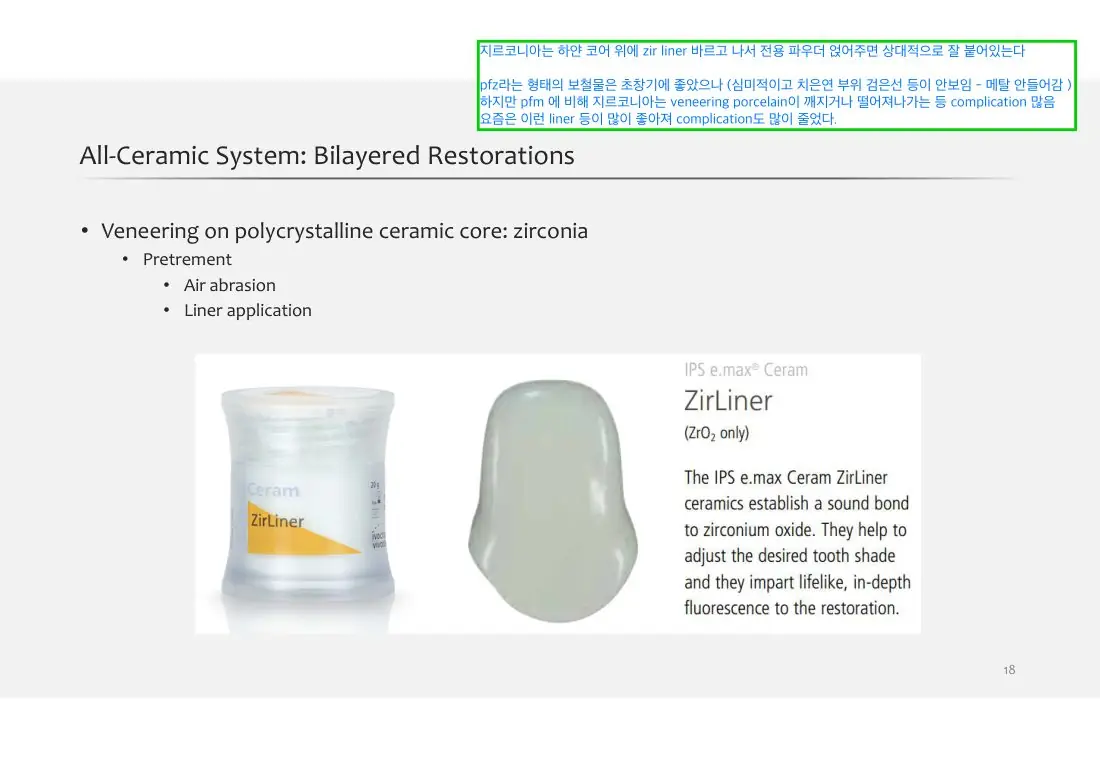 지르코니아는 하얀 코어 위에 zir liner 바르고 나서 전용 파우더 얹어주면 상대적으로 잘 붙어있는다
pfz라는 형태의 보철물은 초창기에 좋았으나 (심미적이고 치은연 부위 검은선 등이 안보임 - 메탈 안들어감 )
하지만 pfm 에 비해 지르코니아는 veneering porcelain이 깨지거나 떨어져나가는 등 complication 많음
요즘은 이런 liner 등이 많이 좋아져 complication도 많이 줄었다.
All-Ceramic System: Bilayered Restorations
• Veneering on polycrystalline ceramic core: zirconia
• Pretrement
• Air abrasion
• Liner application
Ceram
ZirLiner
20 g
IPS e.max® Ceram
ZirLiner
(ZrO₂ only)
The IPS e.max Ceram ZirLiner
ceramics establish a sound bond
to zirconium oxide. They help to
adjust the desired tooth shade
and they impart lifelike, in-depth
fluorescence to the restoration.
18